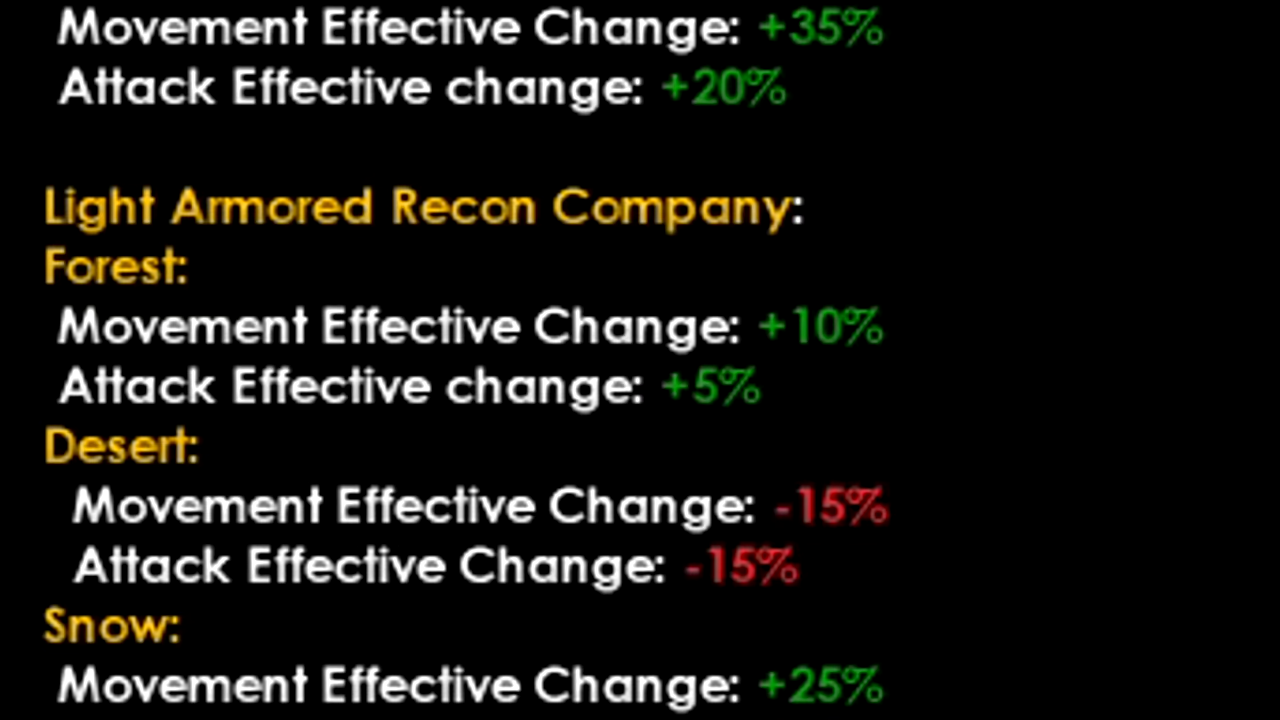 Movement Effective Change: +35%
Attack Effective change: +20%
Light Armored Recon Company:
Forest:
Movement Effective Change: +10%
Attack Effective change: +5%
Desert:
Movement Effective Change: -15%
Attack Effective Change: -15%
Snow:
Movement Effective Change: +25%